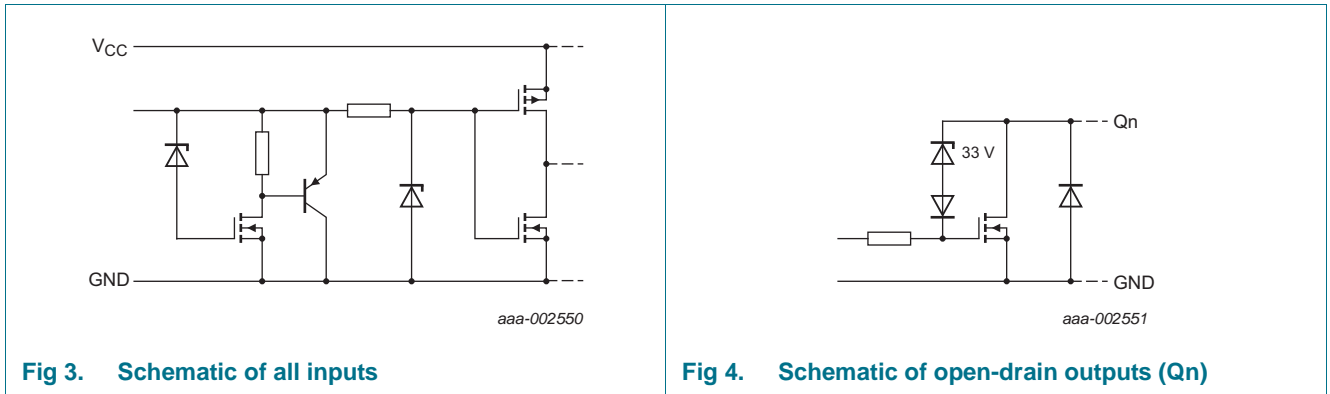 VCC
GND
aaa-002550
Fig 3. Schematic of all inputs
Qn
33 V
GND
aaa-002551
Fig 4. Schematic of open-drain outputs (Qn)